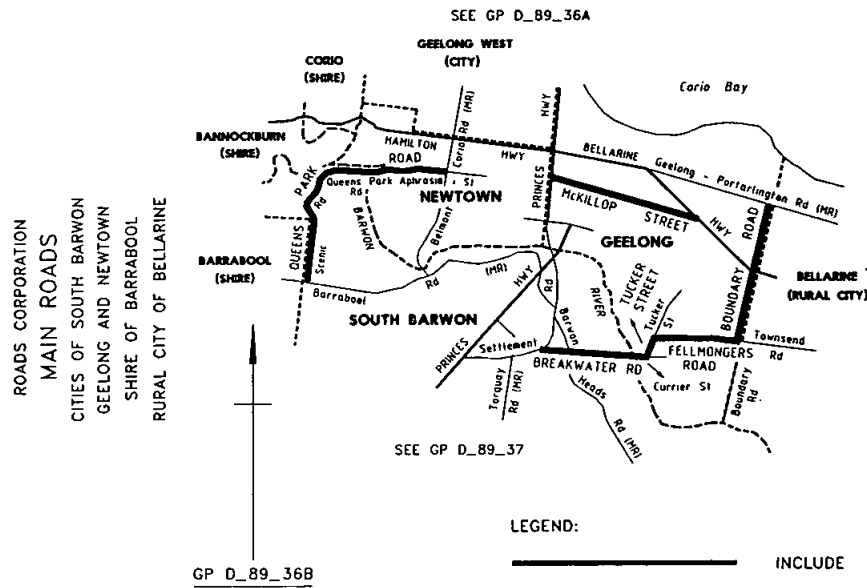 SEE GP D_89_36A
GEELONG WEST
(CITY)
CORIO
(SHIRE)
Corio Bay
HWY
Corio Rd (MR)
BANNOCKBURN
(SHIRE)
HAMILTON
ROAD
HWY
BELLARINE
Geelong - Portarlington Rd (MR)
PARK
Rd
Queens Park
Rd
Aphrasia
St
PRINCES
McKILLOP
STREET
HWY
ROAD
NEWTOWN
BARWON
Belmont
GEELONG
QUEENS
Scenic
BARRABOOL
(SHIRE)
Barrabool
Rd
(MR)
HWY
Rd
RIVER
TUCKER
STREET
Tucker
St
BOUNDARY
BELLARINE
(RURAL CITY)
SOUTH BARWON
PRINCES
Settlement
Barwon
BREAKWATER RD
FELLMONGERS
ROAD
Townsend
Rd
Currier St
Torquay
Rd (MR)
Heads
Rd (MR)
Boundary
Rd
SEE GP D_89_37
ROADS CORPORATION
MAIN ROADS
CITIES OF SOUTH BARWON
GEELONG AND NEWTOWN
SHIRE OF BARRABOOL
RURAL CITY OF BELLARINE
LEGEND:
INCLUDE
GP D_89_36B